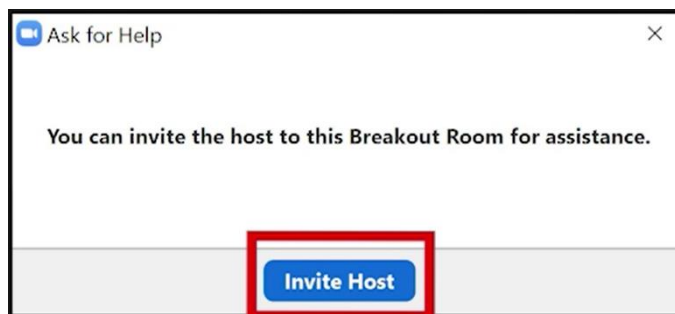 Ask for Help
You can invite the host to this Breakout Room for assistance.
Invite Host